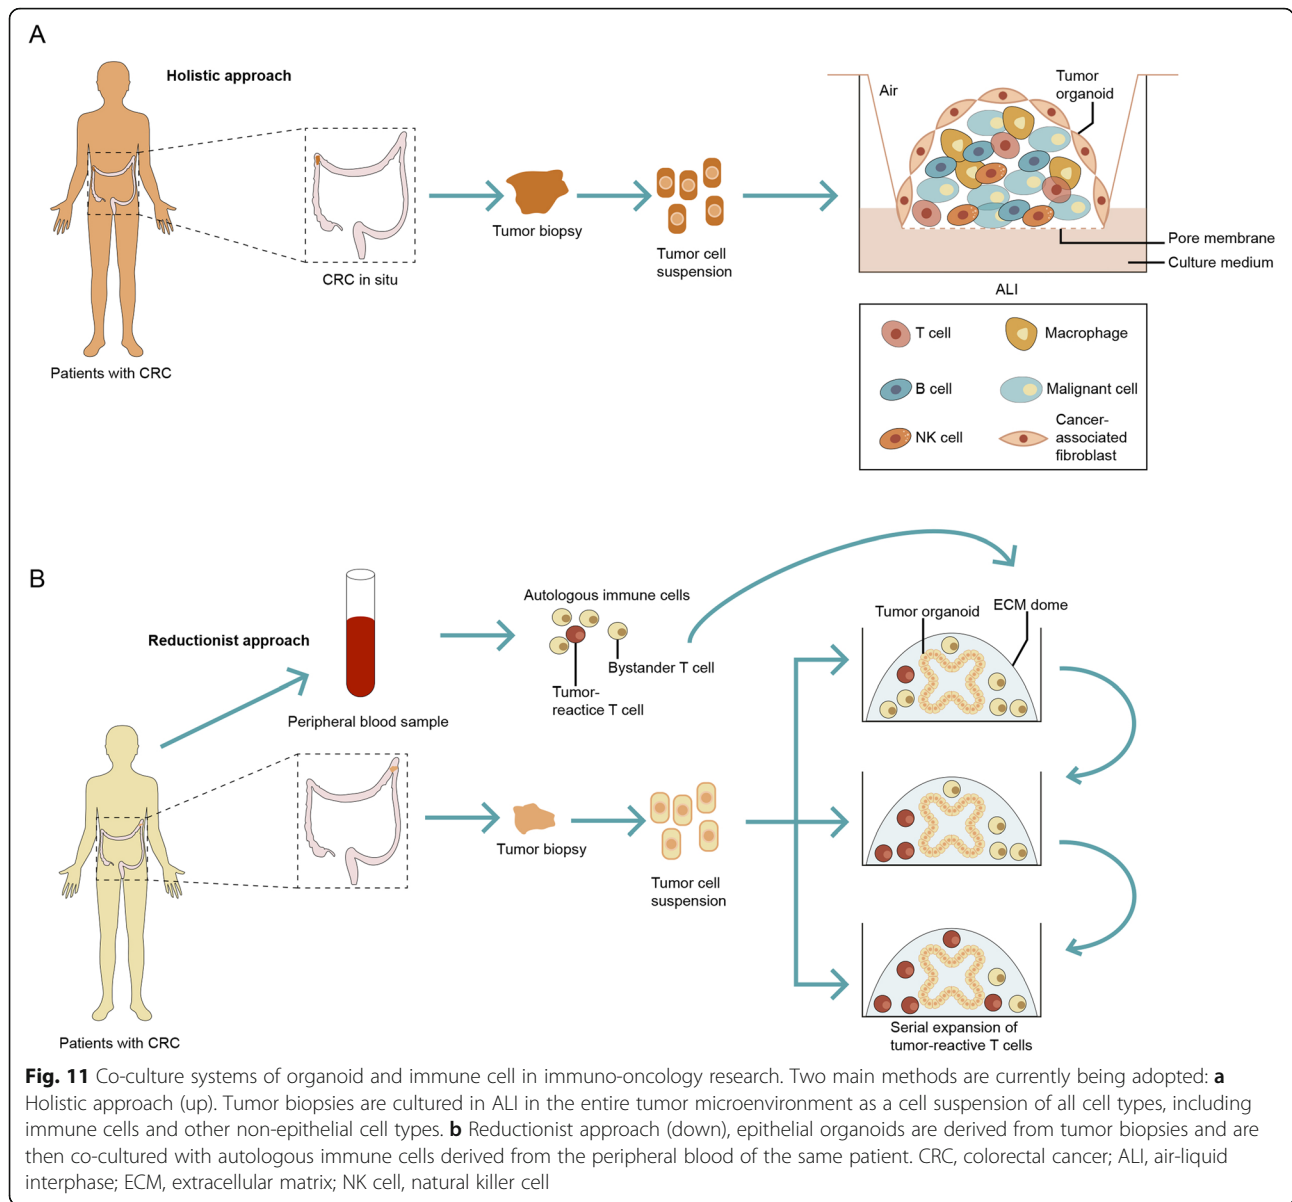 A
Holistic approach
Patients with CRC
CRC in situ
Tumor biopsy
Tumor cell
suspension
Air
Tumor
organoid
Pore membrane
Culture medium
ALI
T cell
Macrophage
B cell
Malignant cell
NK cell
Cancer-
associated
fibroblast
B
Reductionist approach
Peripheral blood sample
Autologous immune cells
Bystander T cell
Tumor-
reactice T cell
Tumor organoid
ECM dome
Patients with CRC
Tumor biopsy
Tumor cell
suspension
Serial expansion of
tumor-reactive T cells
Fig. 11 Co-culture systems of organoid and immune cell in immuno-oncology research. Two main methods are currently being adopted: a
Holistic approach (up). Tumor biopsies are cultured in ALI in the entire tumor microenvironment as a cell suspension of all cell types, including
immune cells and other non-epithelial cell types. b Reductionist approach (down), epithelial organoids are derived from tumor biopsies and are
then co-cultured with autologous immune cells derived from the peripheral blood of the same patient. CRC, colorectal cancer; ALI, air-liquid
interphase; ECM, extracellular matrix; NK cell, natural killer cell